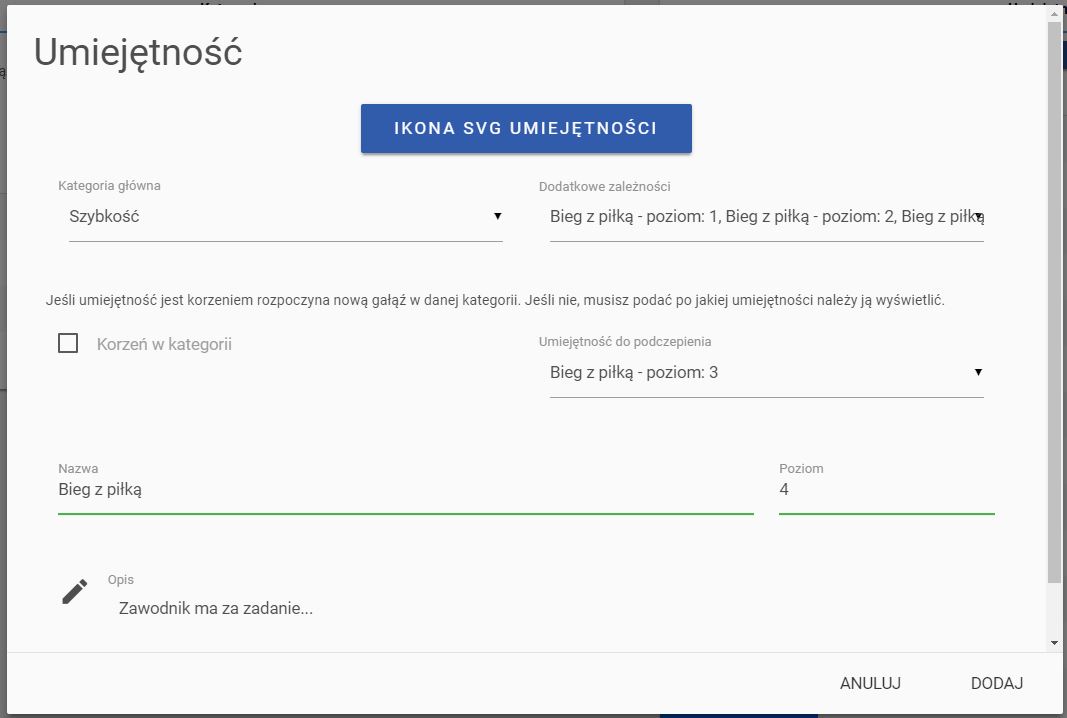 Umiejętność
IKONA SVG UMIEJĘTNOŚCI
Kategoria główna
Dodatkowe zależności
Szybkość
Bieg z piłką - poziom: 1, Bieg z piłką - poziom: 2, Bieg z piłką
Jeśli umiejętność jest korzeniem rozpoczyna nową gałąź w danej kategorii. Jeśli nie, musisz podać po jakiej umiejętności należy ją wyświetlić.
Korzeń w kategorii
Umiejętność do podczepienia
Bieg z piłką - poziom: 3
Nazwa
Poziom
Bieg z piłką
4
Opis
Zawodnik ma za zadanie...
ANULUJ
DODAJ